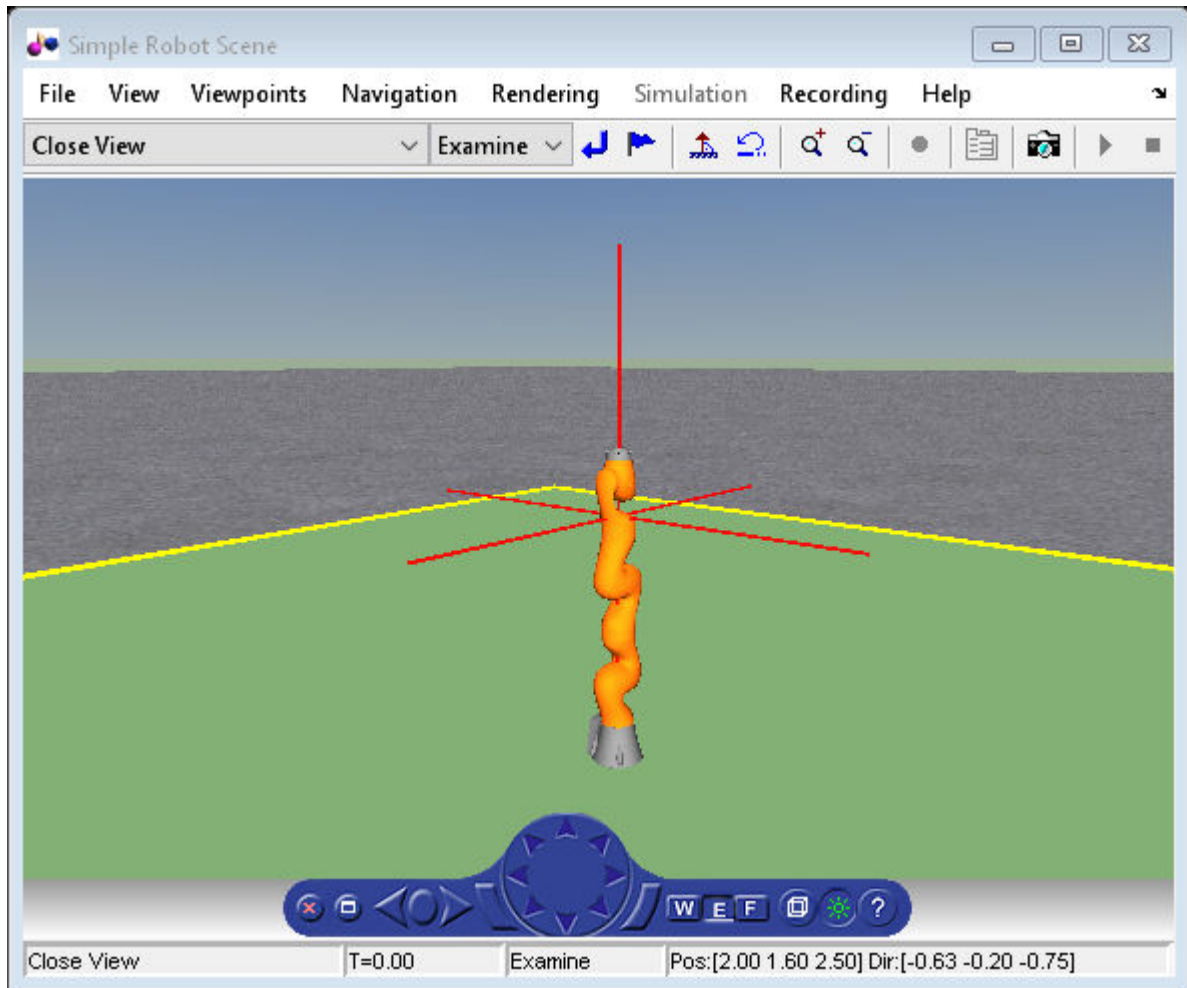 Simple Robot Scene
File View Viewpoints Navigation Rendering Simulation Recording Help
Close View Examine
W E F ?
Close View T=0.00 Examine Pos:[2.00 1.60 2.50] Dir:[-0.63 -0.20 -0.75]